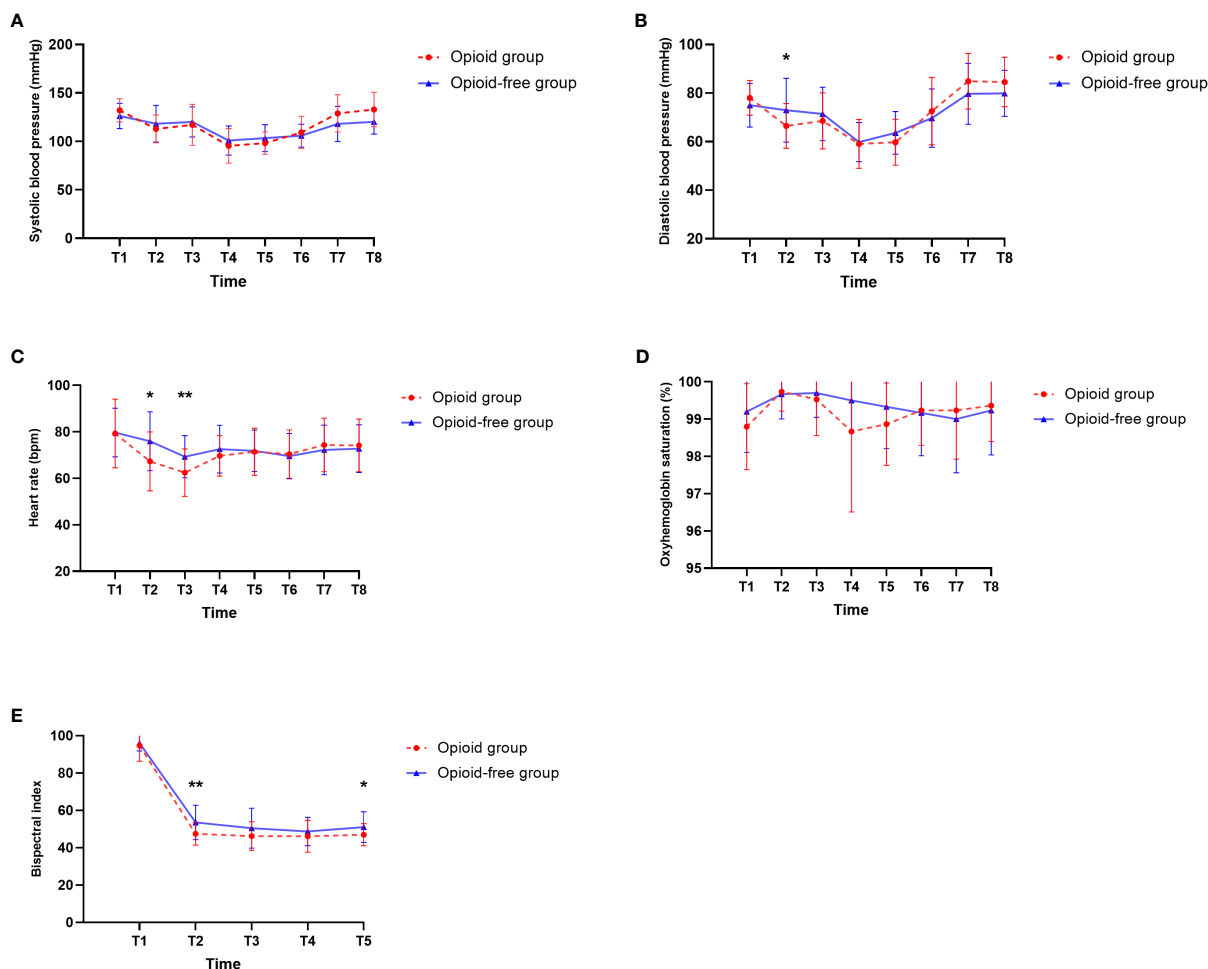 A
Systolic blood pressure (mmHg)
200
150
100
50
0
T1 T2 T3 T4 T5 T6 T7 T8
Time
Opioid group
Opioid-free group
B
Diastolic blood pressure (mmHg)
100
80
60
40
20
*
T1 T2 T3 T4 T5 T6 T7 T8
Time
Opioid group
Opioid-free group
C
Heart rate (bpm)
100
80
60
40
20
* **
T1 T2 T3 T4 T5 T6 T7 T8
Time
Opioid group
Opioid-free group
D
Oxyhemoglobin saturation (%)
100
99
98
97
96
95
T1 T2 T3 T4 T5 T6 T7 T8
Time
Opioid group
Opioid-free group
E
Bispectral index
100
80
60
40
20
0
** *
T1 T2 T3 T4 T5
Time
Opioid group
Opioid-free group